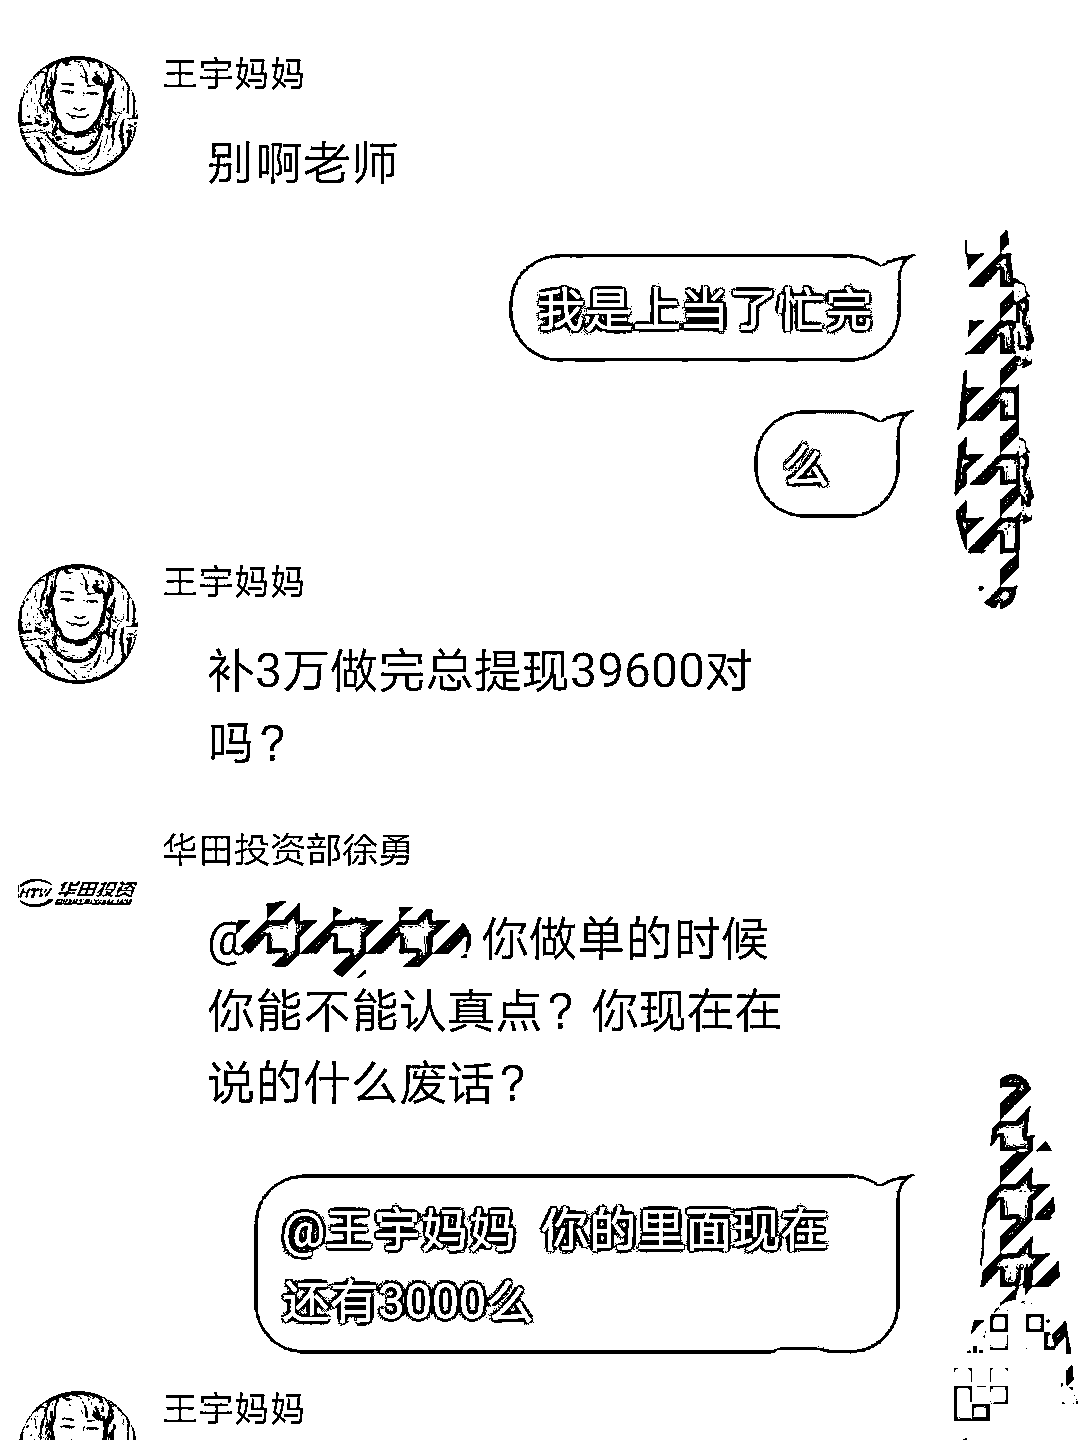 王宇妈妈
别啊老师
我是上当了忙完
么
王宇妈妈
补3万做完总提现39600对
吗？
华田投资部徐勇
HTW 华田投资
@ 你做单的时候
你能不能认真点？你现在在
说的什么废话？
@王宇妈妈 你的里面现在
还有3000么
王宇妈妈